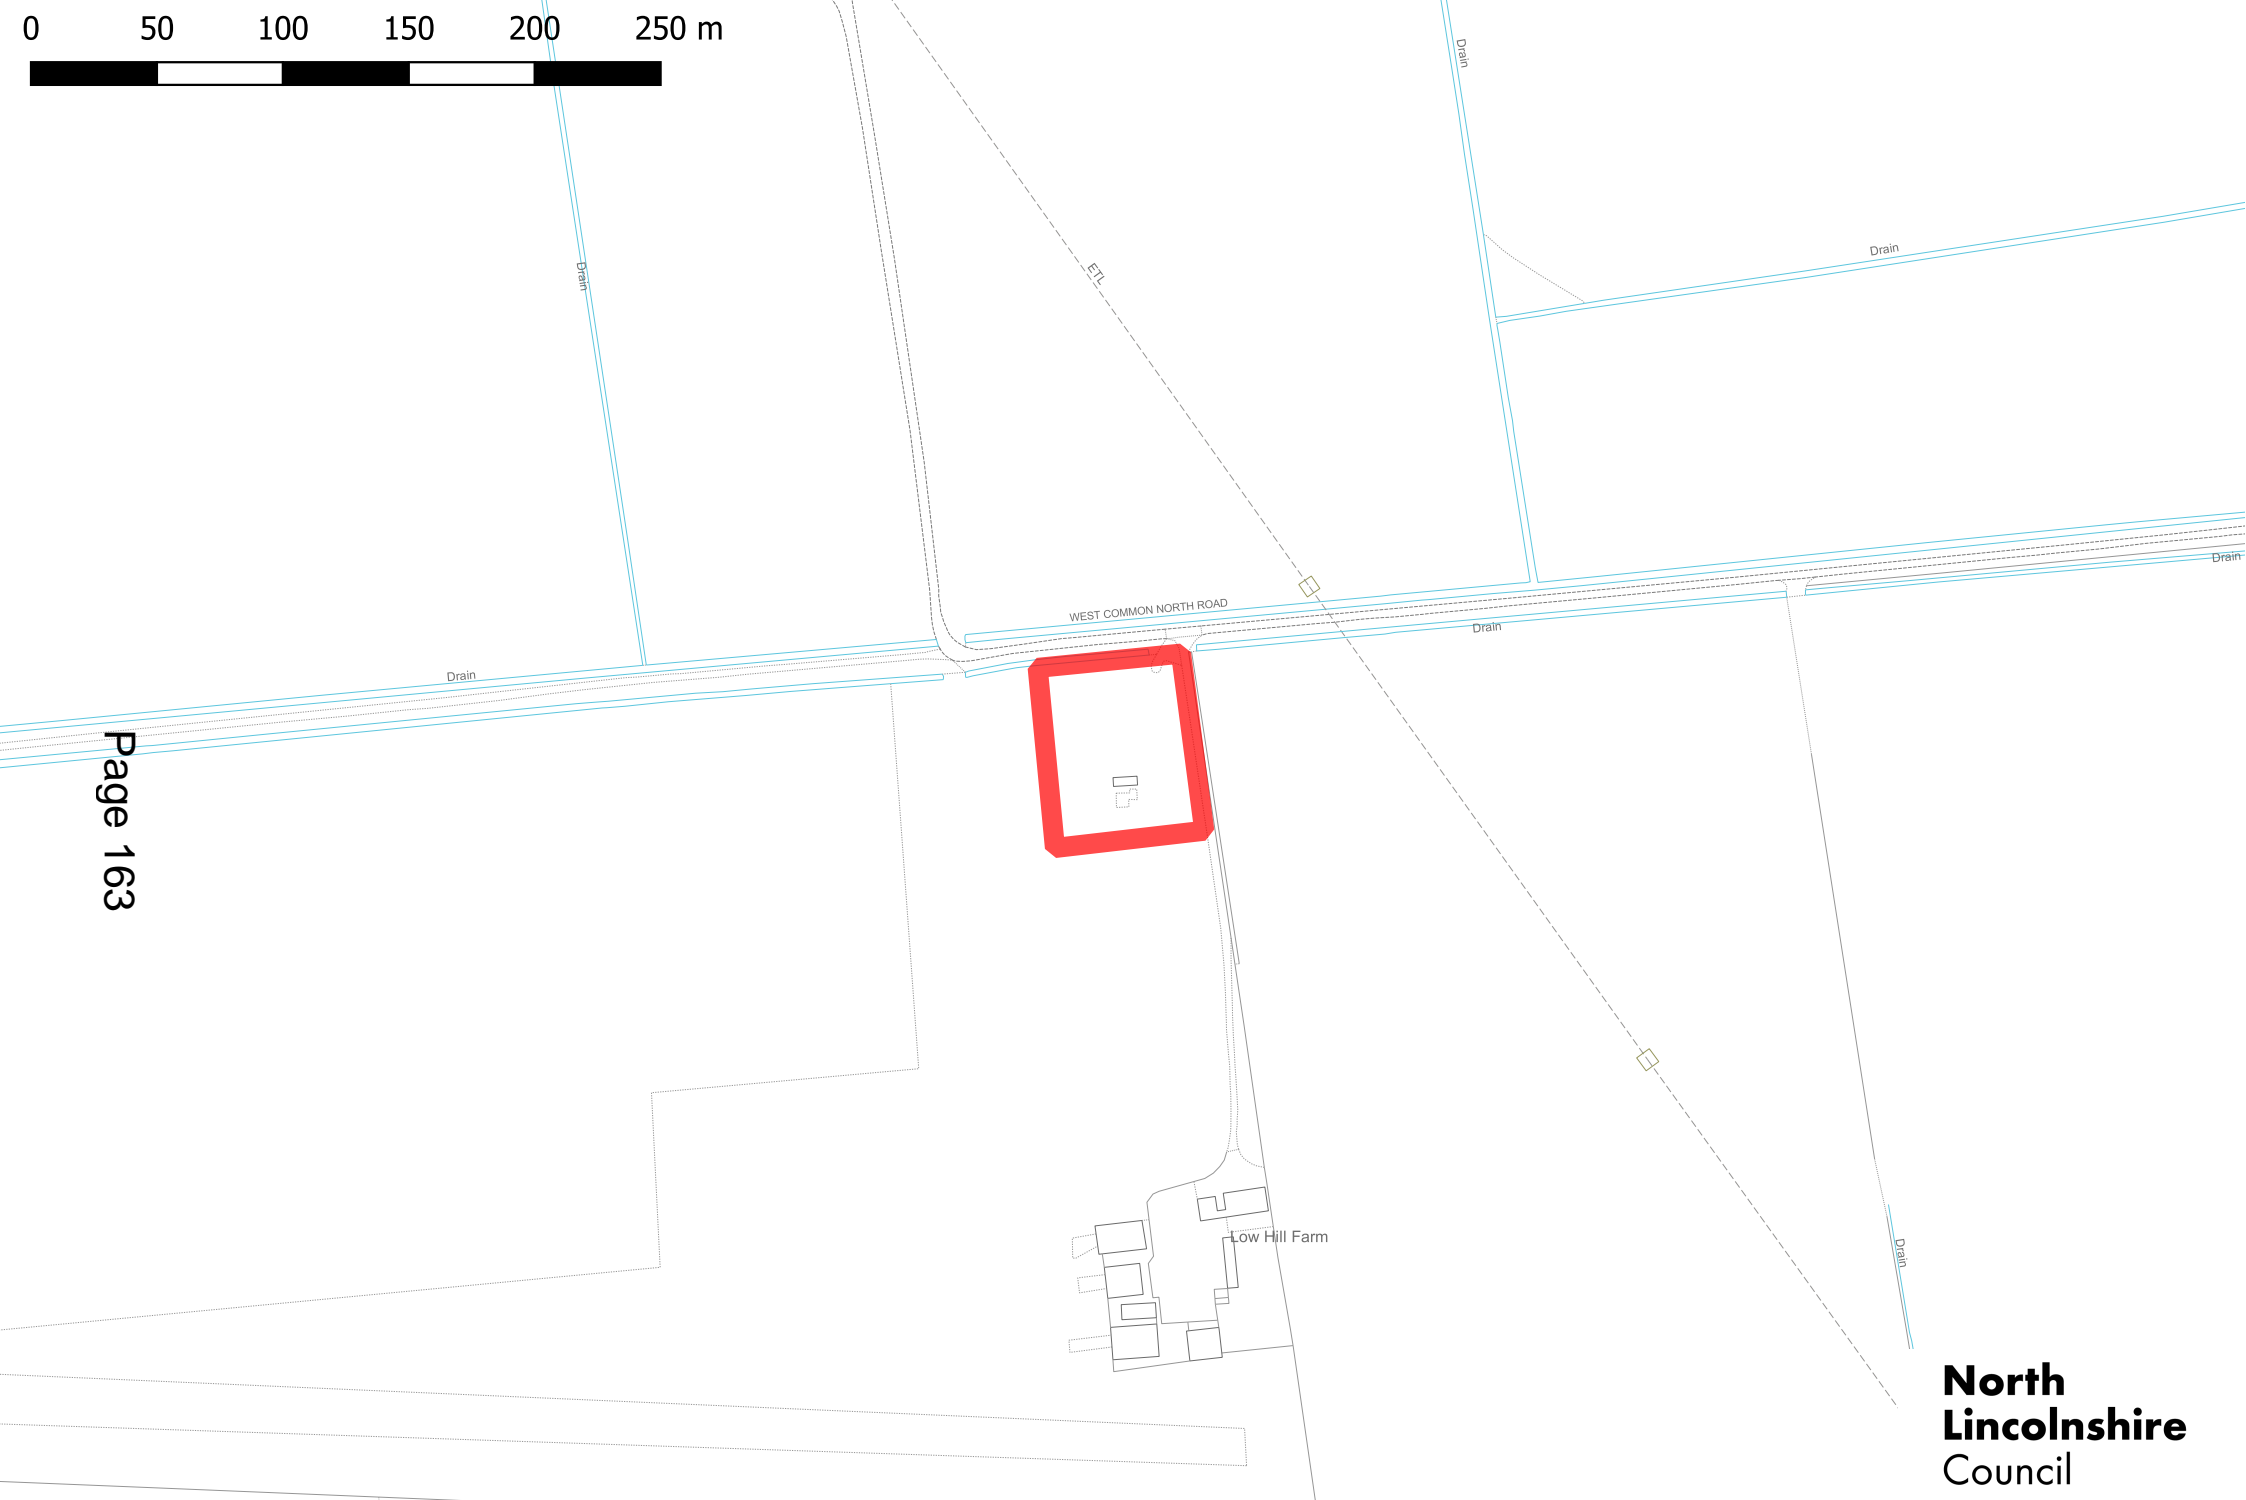 0 50 100 150 200 250 m
Drain
Drain
ETL
Drain
Drain
WEST COMMON NORTH ROAD
Drain
Drain
Drain
Page 163
Low Hill Farm
Drain
North
Lincolnshire
Council